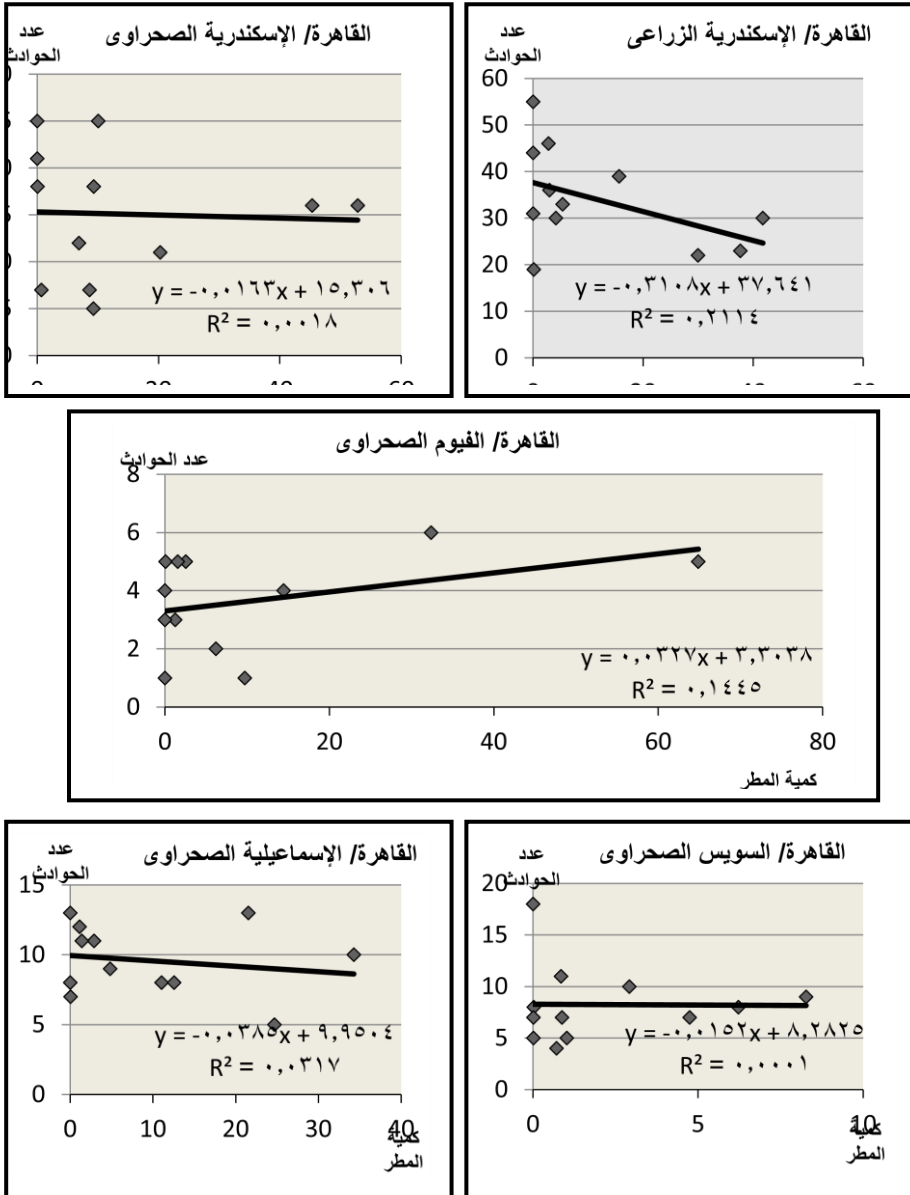 القاهرة/ الإسكندرية الزراعى
عدد
الحوادث
60
50
40
30
20
10
0
y = -٠,٣١٠٨x + ٣٧,٦٤١
R² = ٠,٢١١٤
القاهرة/ الإسكندرية الصحراوى
عدد
الحوادث
y = -٠,٠١٦٣x + ١٥,٣٠٦
R² = ٠,٠٠١٨
0 20 40 60
القاهرة/ الفيوم الصحراوى
عدد الحوادث
8
6
4
2
0
y = ٠,٠٣٢٧x + ٣,٣٠٣٨
R² = ٠,١٤٤٥
0 20 40 60 80
كمية المطر
القاهرة/ السويس الصحراوى
عدد
الحوادث
20
15
10
5
0
y = -٠,٠١٥٢x + ٨,٢٨٢٥
R² = ٠,٠٠٠١
0 5 10
كمية
المطر
القاهرة/ الإسماعيلية الصحراوى
عدد
الحوادث
15
10
5
0
y = -٠,٠٣٨٥x + ٩,٩٥٠٤
R² = ٠,٠٣١٧
0 10 20 30 40
كمية
المطر